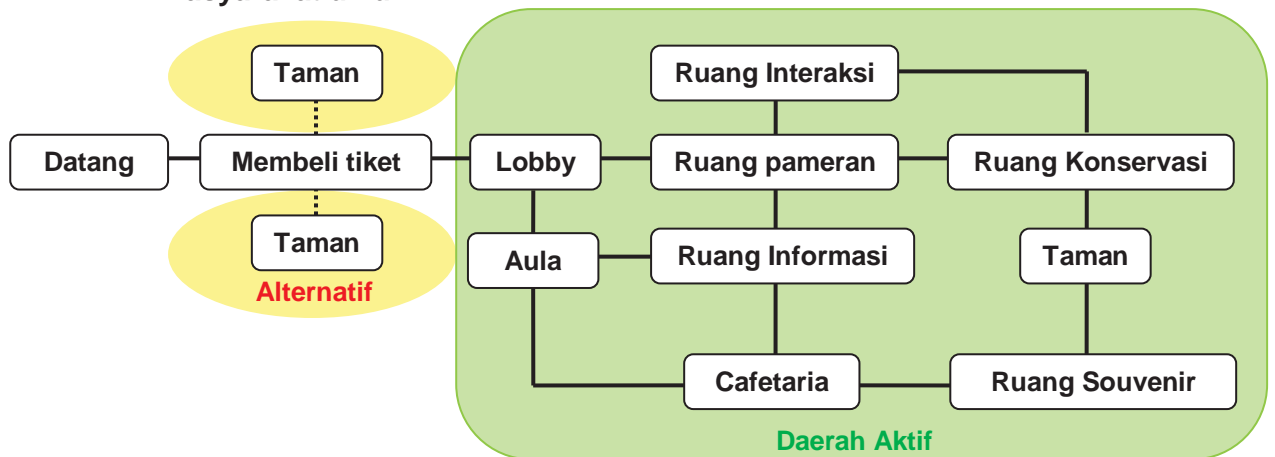 Taman
Ruang Interaksi
Datang
Membeli tiket
Lobby
Ruang pameran
Ruang Konservasi
Taman
Alternatif
Aula
Ruang Informasi
Taman
Cafetaria
Ruang Souvenir
Daerah Aktif